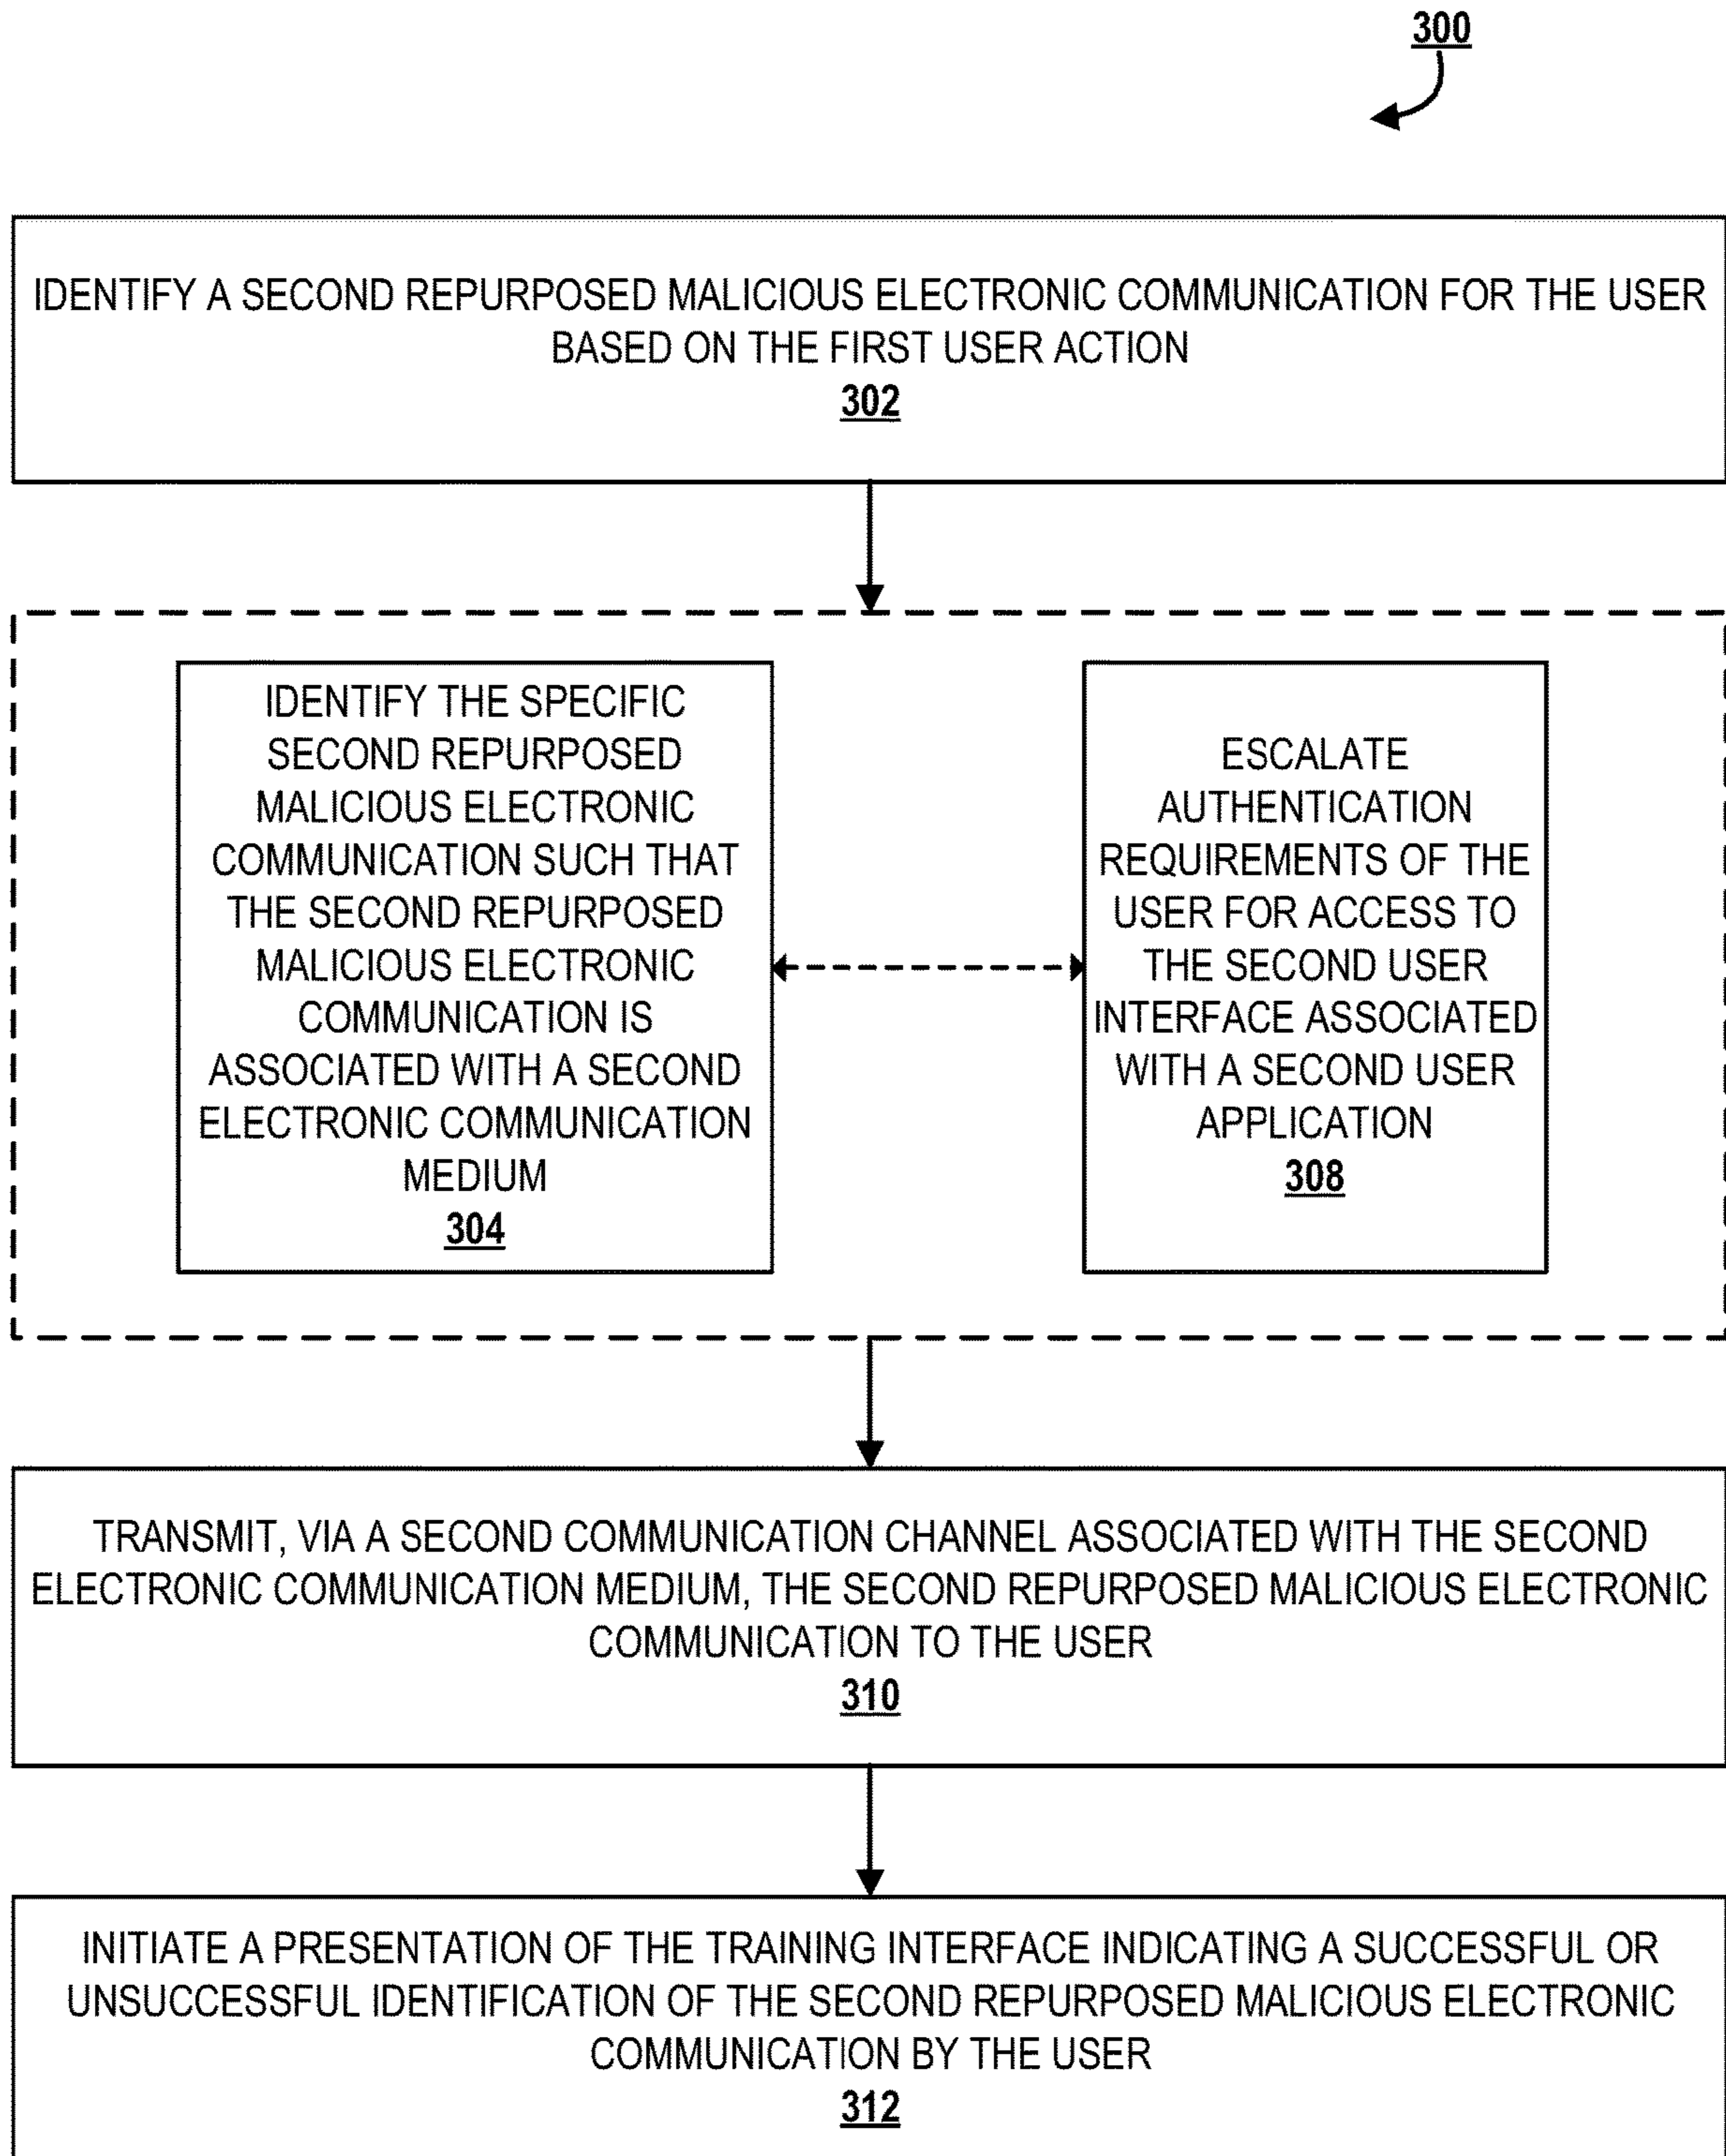 300
IDENTIFY A SECOND REPURPOSED MALICIOUS ELECTRONIC COMMUNICATION FOR THE USER
BASED ON THE FIRST USER ACTION
302
IDENTIFY THE SPECIFIC
SECOND REPURPOSED
MALICIOUS ELECTRONIC
COMMUNICATION SUCH THAT
THE SECOND REPURPOSED
MALICIOUS ELECTRONIC
COMMUNICATION IS
ASSOCIATED WITH A SECOND
ELECTRONIC COMMUNICATION
MEDIUM
304
ESCALATE
AUTHENTICATION
REQUIREMENTS OF THE
USER FOR ACCESS TO
THE SECOND USER
INTERFACE ASSOCIATED
WITH A SECOND USER
APPLICATION
308
TRANSMIT, VIA A SECOND COMMUNICATION CHANNEL ASSOCIATED WITH THE SECOND
ELECTRONIC COMMUNICATION MEDIUM, THE SECOND REPURPOSED MALICIOUS ELECTRONIC
COMMUNICATION TO THE USER
310
INITIATE A PRESENTATION OF THE TRAINING INTERFACE INDICATING A SUCCESSFUL OR
UNSUCCESSFUL IDENTIFICATION OF THE SECOND REPURPOSED MALICIOUS ELECTRONIC
COMMUNICATION BY THE USER
312